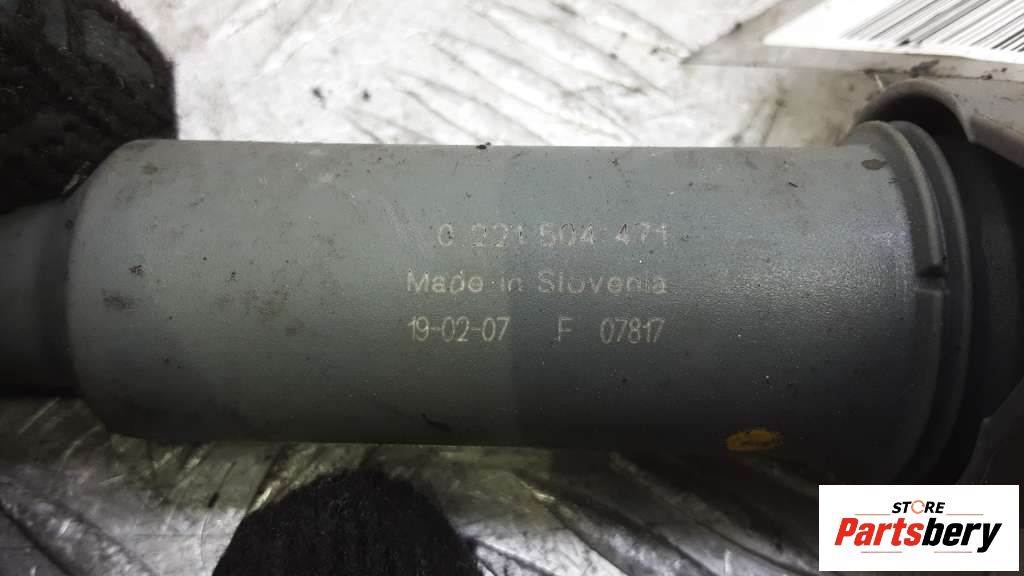 0 221 504 471
Made in Slovenia
19-02-07 F 07817
STORE
Partsbery